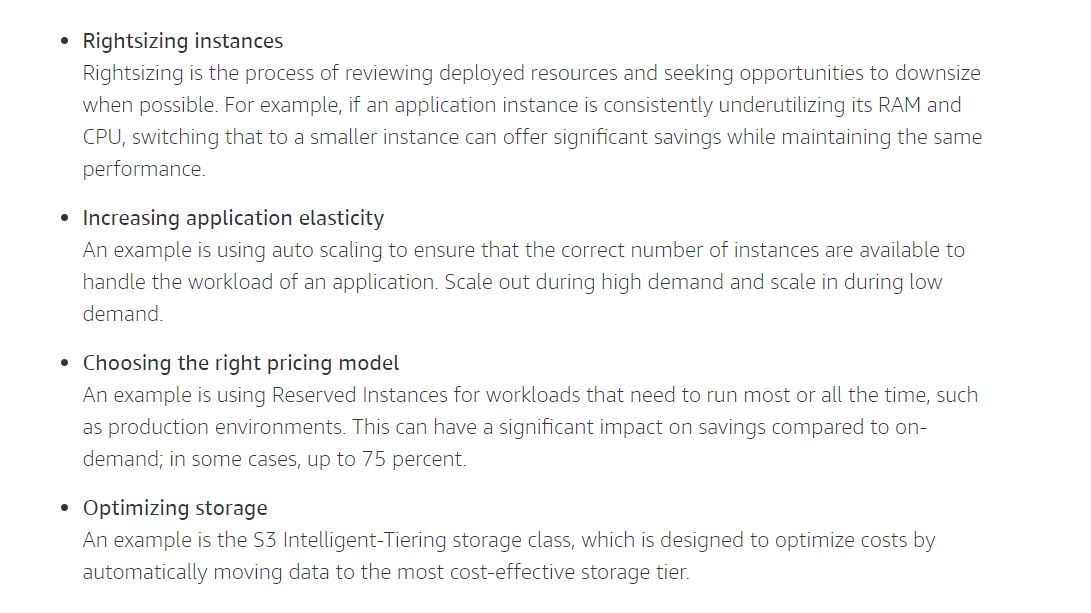 • Rightsizing instances
Rightsizing is the process of reviewing deployed resources and seeking opportunities to downsize
when possible. For example, if an application instance is consistently underutilizing its RAM and
CPU, switching that to a smaller instance can offer significant savings while maintaining the same
performance.
• Increasing application elasticity
An example is using auto scaling to ensure that the correct number of instances are available to
handle the workload of an application. Scale out during high demand and scale in during low
demand.
• Choosing the right pricing model
An example is using Reserved Instances for workloads that need to run most or all the time, such
as production environments. This can have a significant impact on savings compared to on-
demand; in some cases, up to 75 percent.
• Optimizing storage
An example is the S3 Intelligent-Tiering storage class, which is designed to optimize costs by
automatically moving data to the most cost-effective storage tier.